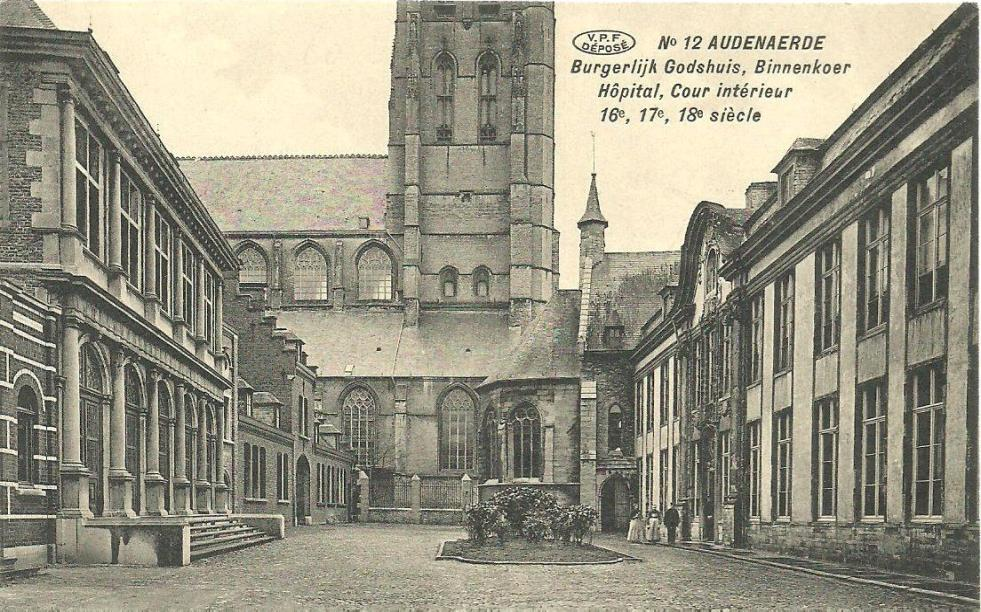 V.P.F.
DÉPOSÉ
No 12 AUDENAERDE
Burgerlijk Godshuis, Binnenkoer
Hôpital, Cour intérieur
16e, 17e, 18e siècle